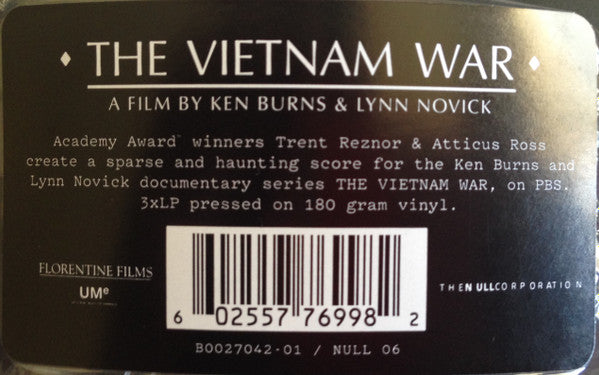 ♦ THE VIETNAM WAR ♦
A FILM BY KEN BURNS & LYNN NOVICK
Academy Award™ winners Trent Reznor & Atticus Ross
create a sparse and haunting score for the Ken Burns and
Lynn Novick documentary series THE VIETNAM WAR, on PBS.
3xLP pressed on 180 gram vinyl.
FLORENTINE FILMS
UMe
THE NULL CORPORATION
6 02557 76998 2
B0027042-01 / NULL 06